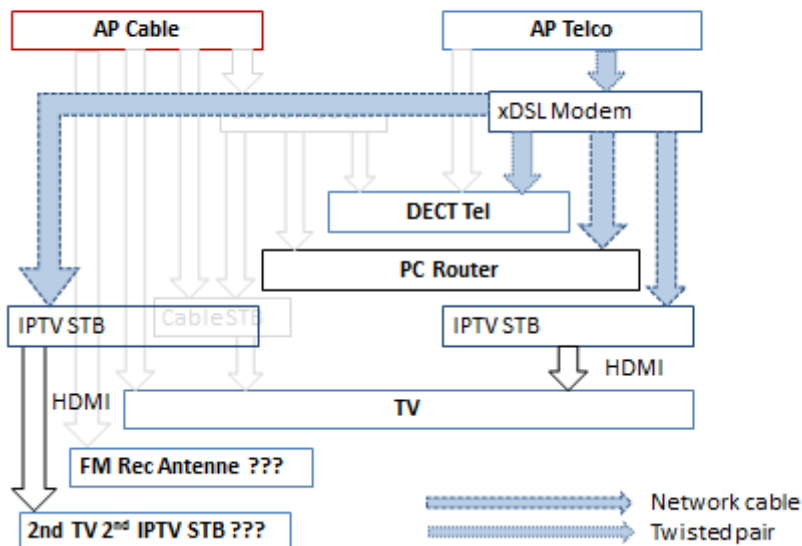 AP Cable
AP Telco
xDSL Modem
DECT Tel
PC Router
IPTV STB
CableSTB
IPTV STB
HDMI
HDMI
TV
FM Rec Antenne ???
2nd TV 2nd IPTV STB ???
Network cable
Twisted pair